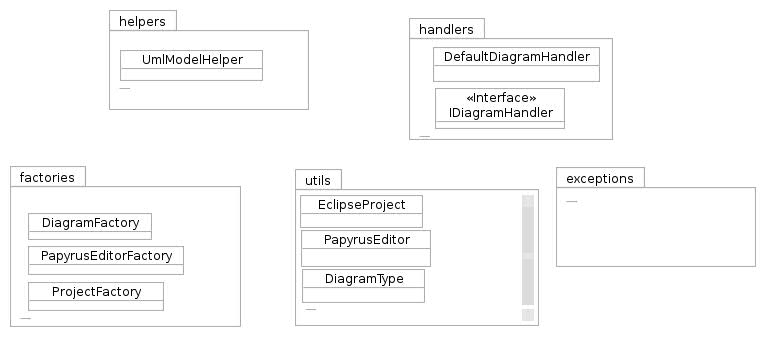 helpers
UmlModelHelper
handlers
DefaultDiagramHandler
«Interface»
IDiagramHandler
factories
DiagramFactory
PapyrusEditorFactory
ProjectFactory
utils
EclipseProject
PapyrusEditor
DiagramType
exceptions